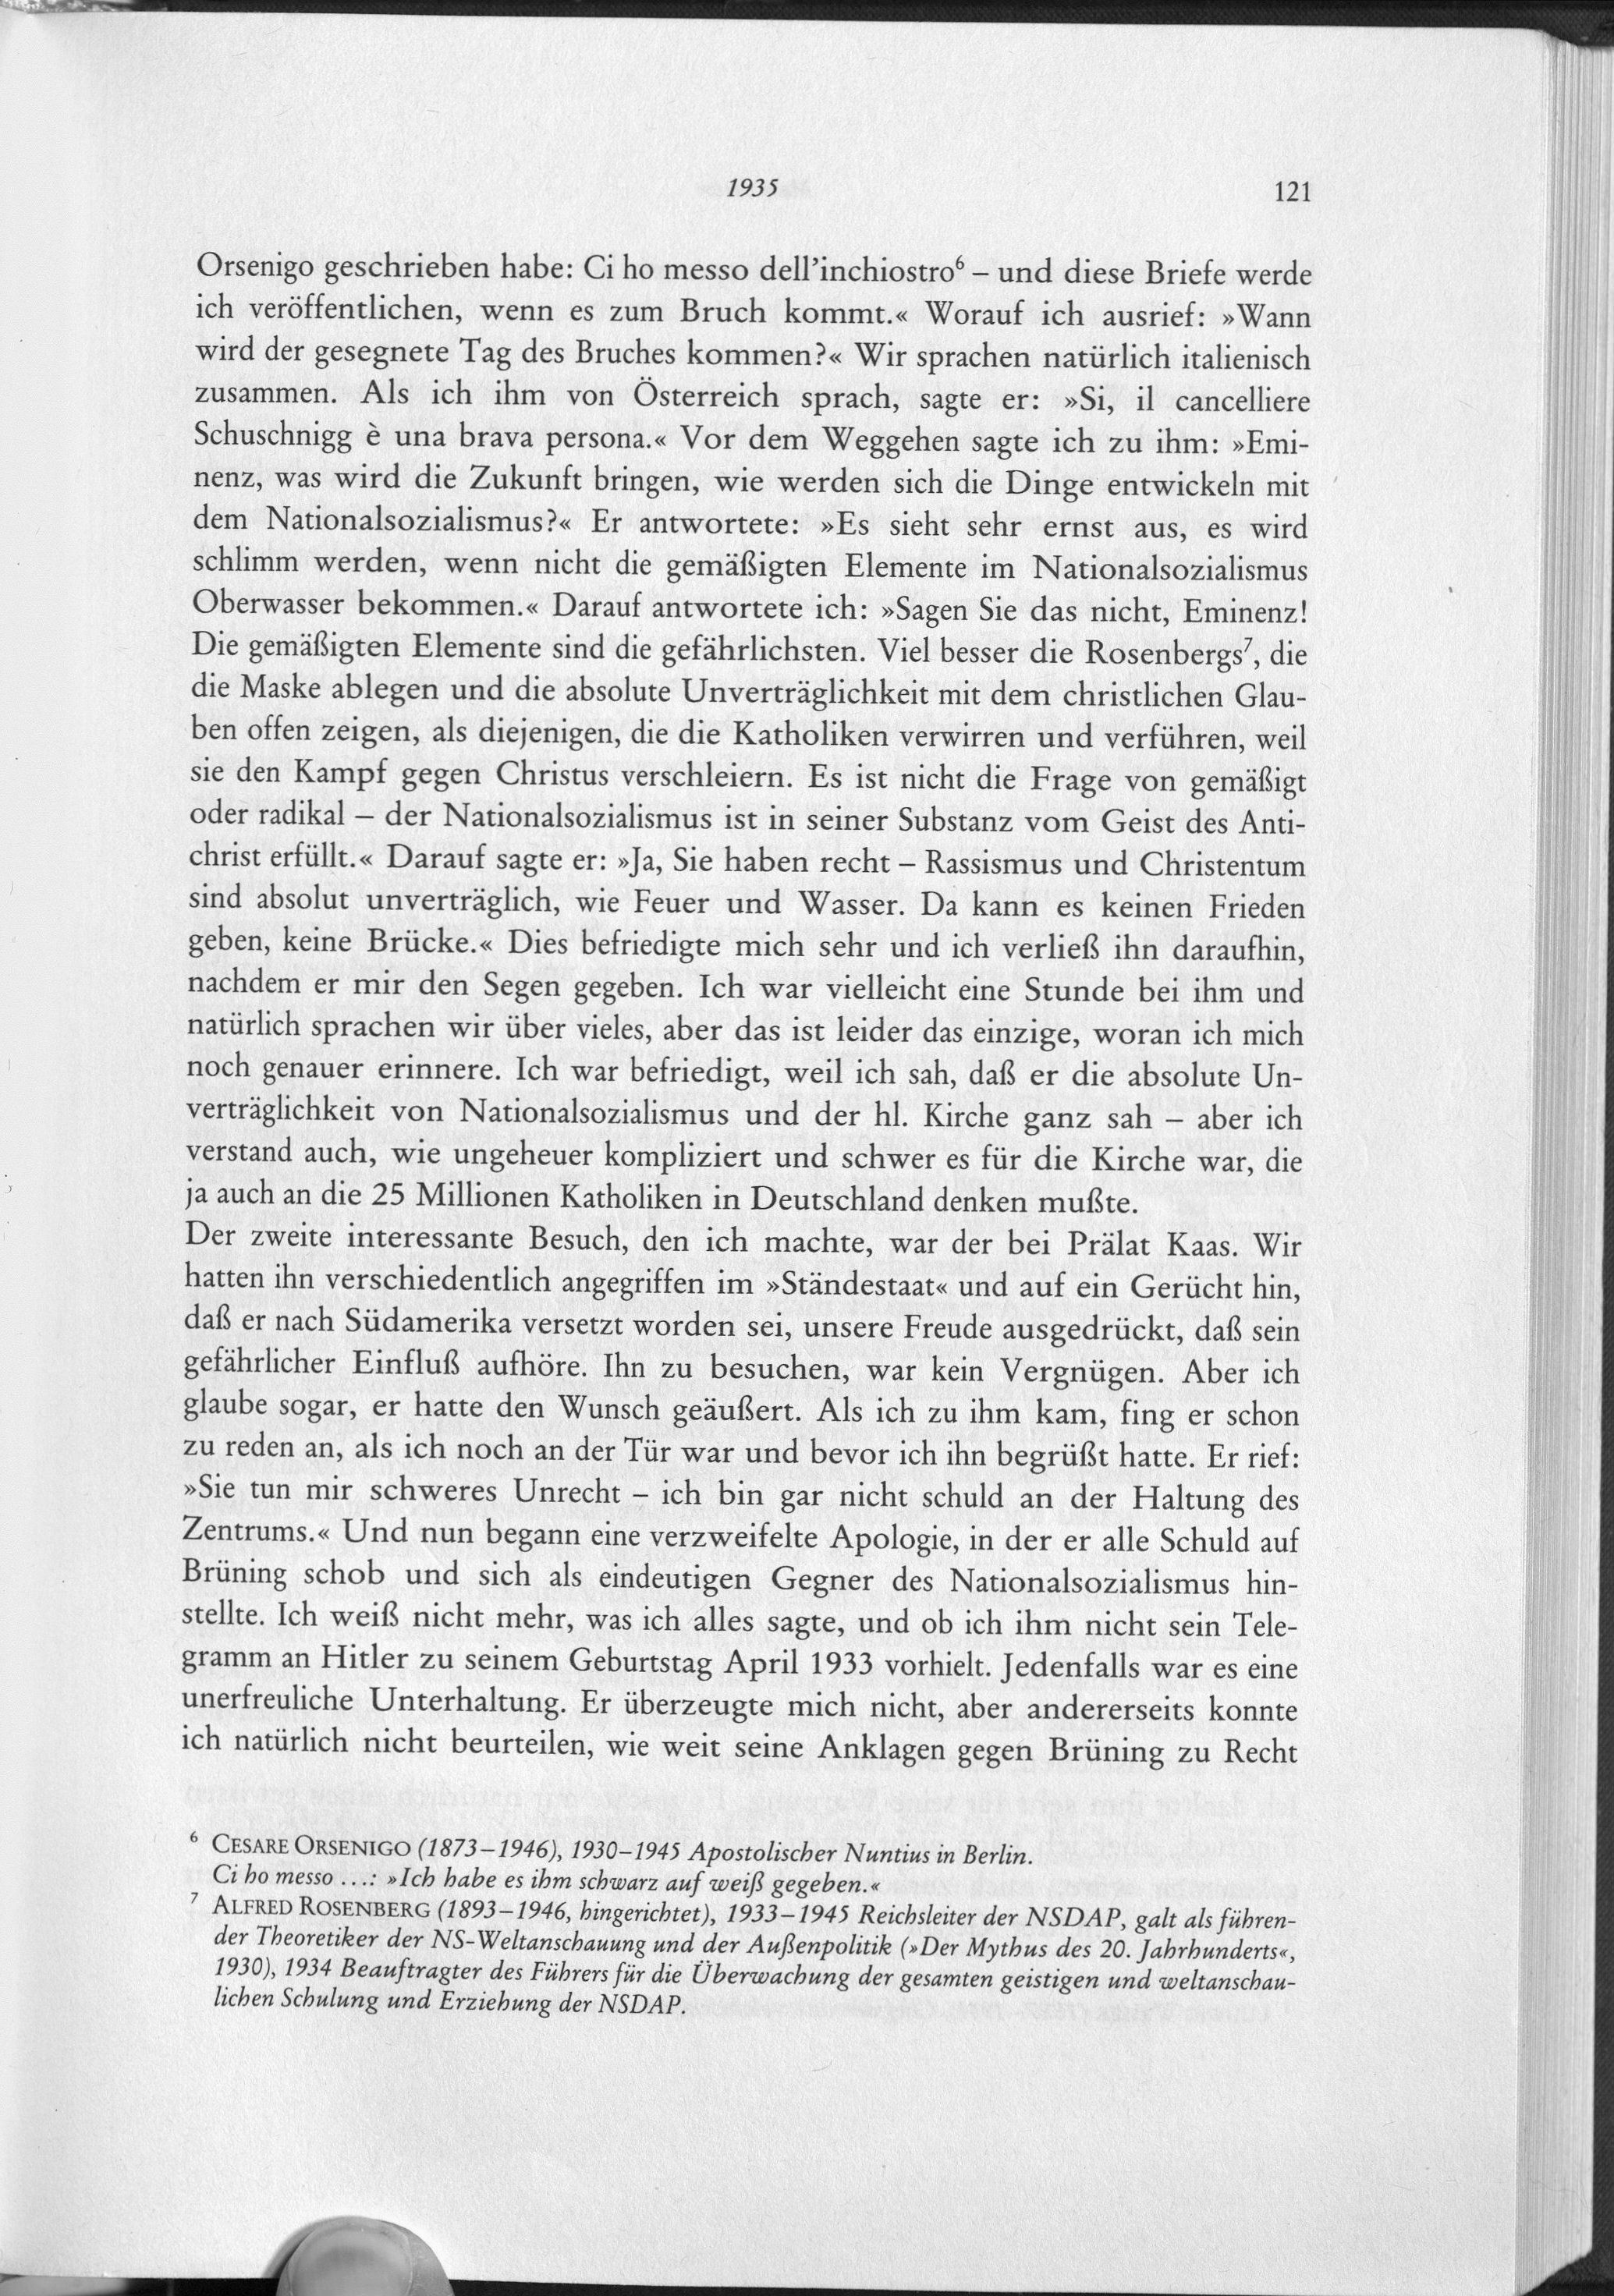 1935 121
Orsenigo geschrieben habe: Ci ho messo dell’inchiostro⁶ – und diese Briefe werde
ich veröffentlichen, wenn es zum Bruch kommt.« Worauf ich ausrief: »Wann
wird der gesegnete Tag des Bruches kommen?« Wir sprachen natürlich italienisch
zusammen. Als ich ihm von Österreich sprach, sagte er: »Si, il cancelliere
Schuschnigg è una brava persona.« Vor dem Weggehen sagte ich zu ihm: »Emi-
nenz, was wird die Zukunft bringen, wie werden sich die Dinge entwickeln mit
dem Nationalsozialismus?« Er antwortete: »Es sieht sehr ernst aus, es wird
schlimm werden, wenn nicht die gemäßigten Elemente im Nationalsozialismus
Oberwasser bekommen.« Darauf antwortete ich: »Sagen Sie das nicht, Eminenz!
Die gemäßigten Elemente sind die gefährlichsten. Viel besser die Rosenbergs⁷, die
die Maske ablegen und die absolute Unverträglichkeit mit dem christlichen Glau-
ben offen zeigen, als diejenigen, die die Katholiken verwirren und verführen, weil
sie den Kampf gegen Christus verschleiern. Es ist nicht die Frage von gemäßigt
oder radikal – der Nationalsozialismus ist in seiner Substanz vom Geist des Anti-
christ erfüllt.« Darauf sagte er: »Ja, Sie haben recht – Rassismus und Christentum
sind absolut unverträglich, wie Feuer und Wasser. Da kann es keinen Frieden
geben, keine Brücke.« Dies befriedigte mich sehr und ich verließ ihn daraufhin,
nachdem er mir den Segen gegeben. Ich war vielleicht eine Stunde bei ihm und
natürlich sprachen wir über vieles, aber das ist leider das einzige, woran ich mich
noch genauer erinnere. Ich war befriedigt, weil ich sah, daß er die absolute Un-
verträglichkeit von Nationalsozialismus und der hl. Kirche ganz sah – aber ich
verstand auch, wie ungeheuer kompliziert und schwer es für die Kirche war, die
ja auch an die 25 Millionen Katholiken in Deutschland denken mußte.
Der zweite interessante Besuch, den ich machte, war der bei Prälat Kaas. Wir
hatten ihn verschiedentlich angegriffen im »Ständestaat« und auf ein Gerücht hin,
daß er nach Südamerika versetzt worden sei, unsere Freude ausgedrückt, daß sein
gefährlicher Einfluß aufhöre. Ihn zu besuchen, war kein Vergnügen. Aber ich
glaube sogar, er hatte den Wunsch geäußert. Als ich zu ihm kam, fing er schon
zu reden an, als ich noch an der Tür war und bevor ich ihn begrüßt hatte. Er rief:
»Sie tun mir schweres Unrecht – ich bin gar nicht schuld an der Haltung des
Zentrums.« Und nun begann eine verzweifelte Apologie, in der er alle Schuld auf
Brüning schob und sich als eindeutigen Gegner des Nationalsozialismus hin-
stellte. Ich weiß nicht mehr, was ich alles sagte, und ob ich ihm nicht sein Tele-
gramm an Hitler zu seinem Geburtstag April 1933 vorhielt. Jedenfalls war es eine
unerfreuliche Unterhaltung. Er überzeugte mich nicht, aber andererseits konnte
ich natürlich nicht beurteilen, wie weit seine Anklagen gegen Brüning zu Recht
⁶ CESARE ORSENIGO (1873–1946), 1930–1945 Apostolischer Nuntius in Berlin.
Ci ho messo ...: »Ich habe es ihm schwarz auf weiß gegeben.«
⁷ ALFRED ROSENBERG (1893–1946, hingerichtet), 1933–1945 Reichsleiter der NSDAP, galt als führen-
der Theoretiker der NS-Weltanschauung und der Außenpolitik (»Der Mythus des 20. Jahrhunderts«,
1930), 1934 Beauftragter des Führers für die Überwachung der gesamten geistigen und weltanschau-
lichen Schulung und Erziehung der NSDAP.